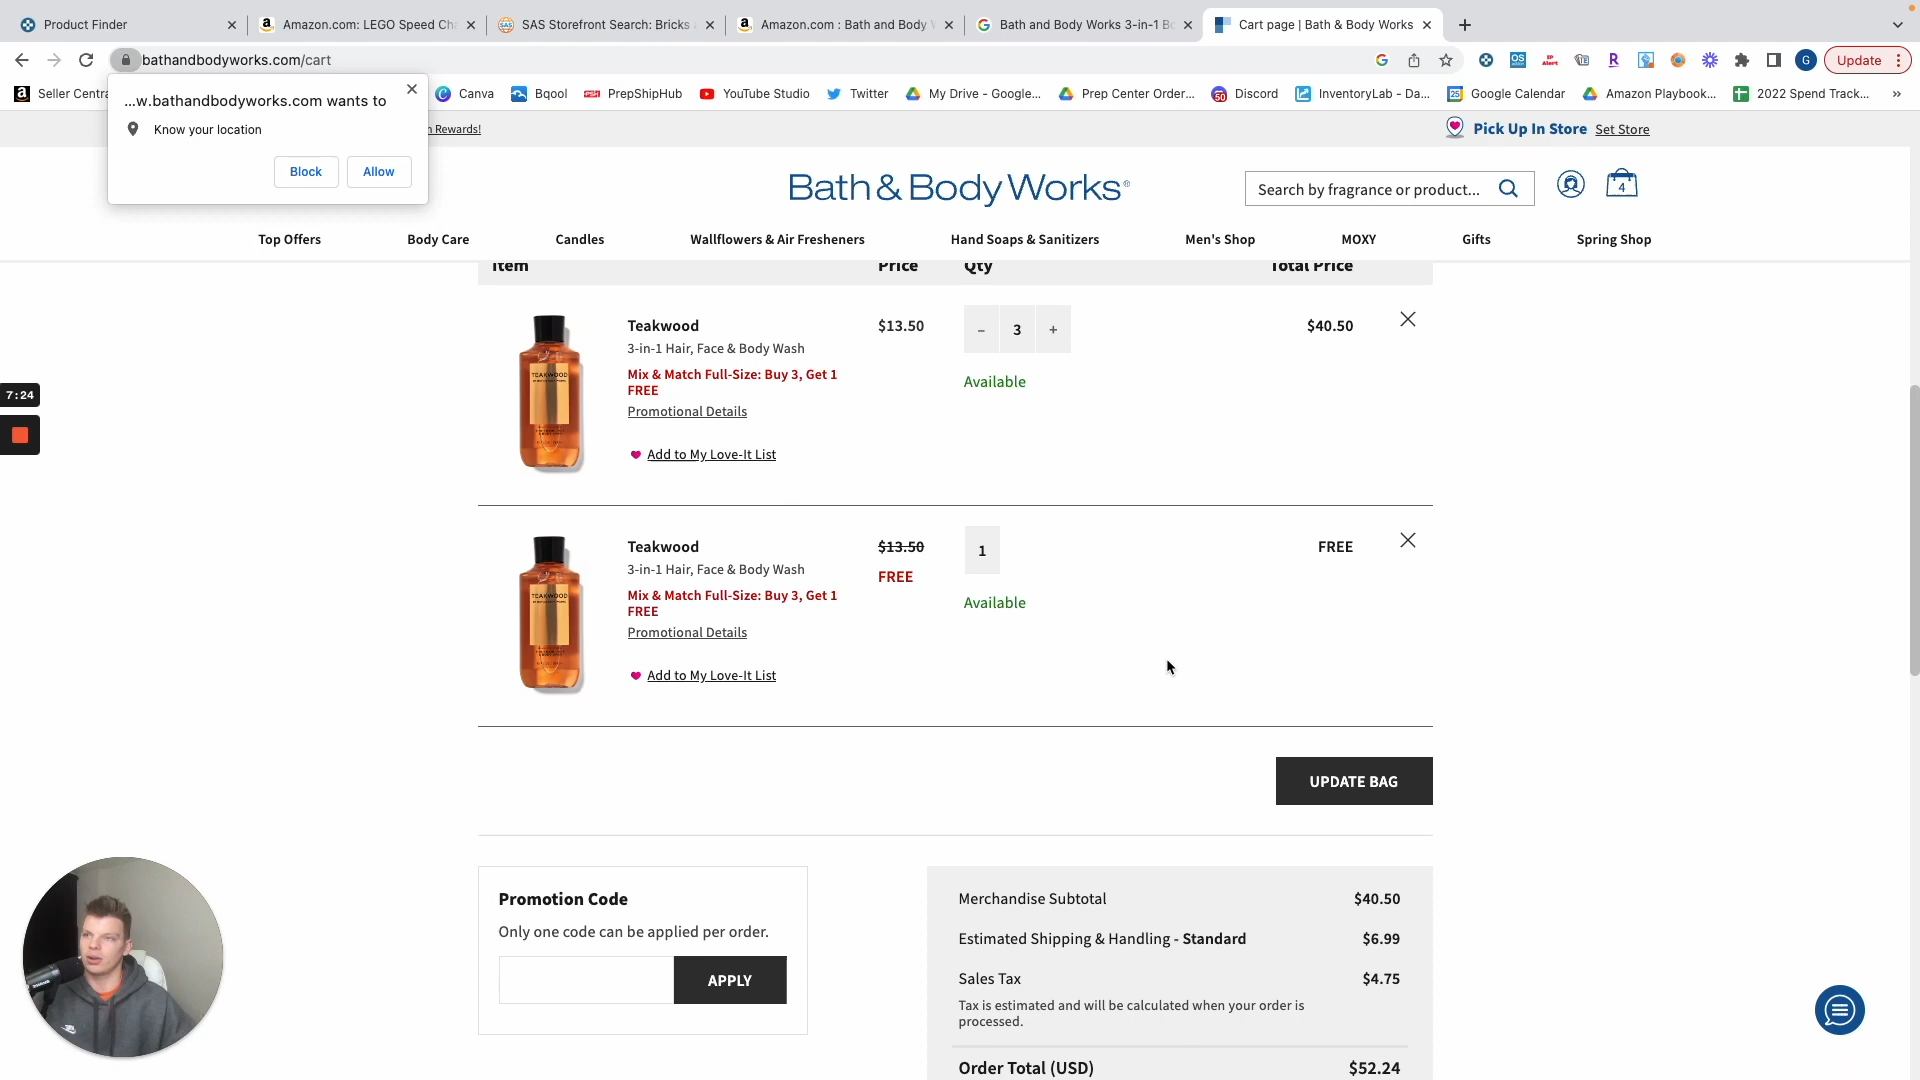 Product Finder
Amazon.com: LEGO Speed Cha
SAS Storefront Search: Bricks a
Amazon.com : Bath and Body W
Bath and Body Works 3-in-1 Bo
Cart page | Bath & Body Works
bathandbodyworks.com/cart
G
Update
Seller Centra
Canva
Bqool
PrepShipHub
YouTube Studio
Twitter
My Drive - Google...
Prep Center Order...
Discord
InventoryLab - Da...
Google Calendar
Amazon Playbook...
2022 Spend Track...
...w.bathandbodyworks.com wants to
Know your location
Block
Allow
n Rewards!
Pick Up In Store
Set Store
Bath & Body Works®
Search by fragrance or product...
4
Top Offers
Body Care
Candles
Wallflowers & Air Fresheners
Hand Soaps & Sanitizers
Men's Shop
MOXY
Gifts
Spring Shop
Item
Price
Qty
Total Price
Teakwood
$13.50
- 3 +
$40.50
3-in-1 Hair, Face & Body Wash
Mix & Match Full-Size: Buy 3, Get 1
FREE
Available
Promotional Details
Add to My Love-It List
TEAKWOOD
7:24
Teakwood
$13.50
1
FREE
3-in-1 Hair, Face & Body Wash
FREE
Mix & Match Full-Size: Buy 3, Get 1
FREE
Available
Promotional Details
Add to My Love-It List
TEAKWOOD
UPDATE BAG
Promotion Code
Only one code can be applied per order.
APPLY
Merchandise Subtotal
$40.50
Estimated Shipping & Handling - Standard
$6.99
Sales Tax
$4.75
Tax is estimated and will be calculated when your order is
processed.
Order Total (USD)
$52.24